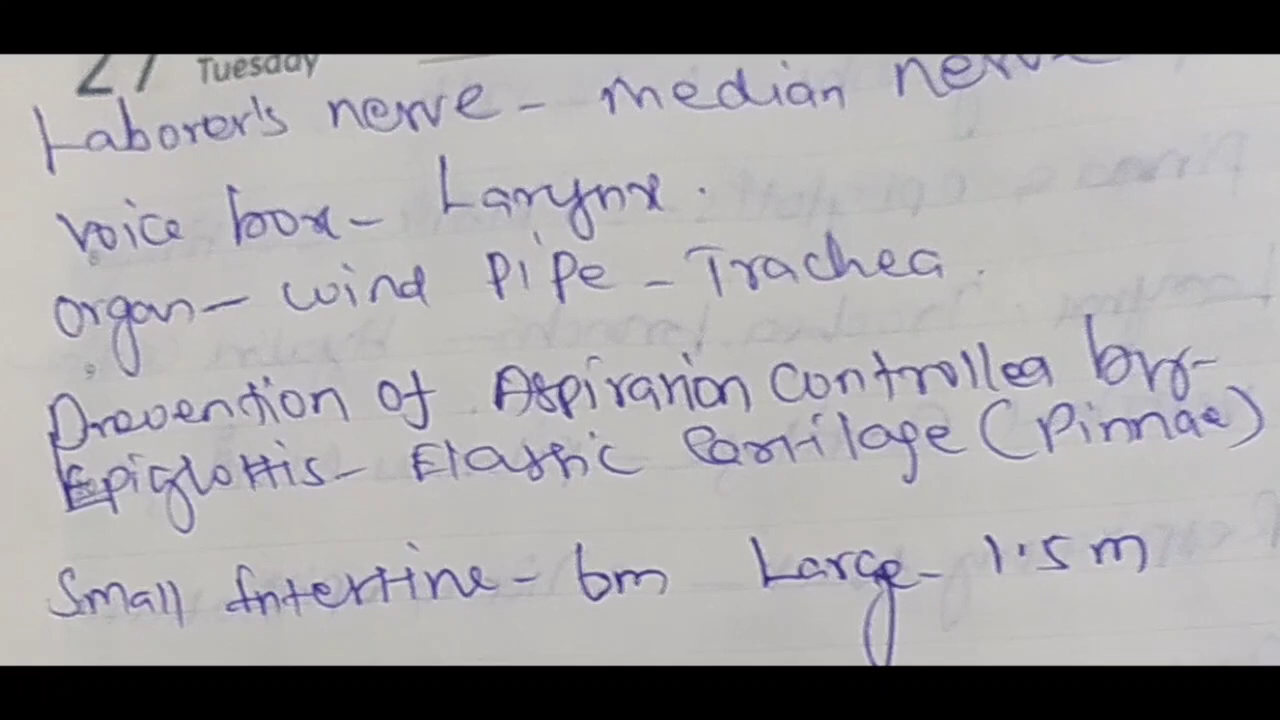 27 Tuesday
Laborer's nerve - median nerve
Voice box - Larynx.
Organ - wind pipe - Trachea.
Prevention of Aspiration controlled by -
Epiglottis - Elastic Cartilage (Pinnae)
Small Intestine - 6m Large - 1.5 m